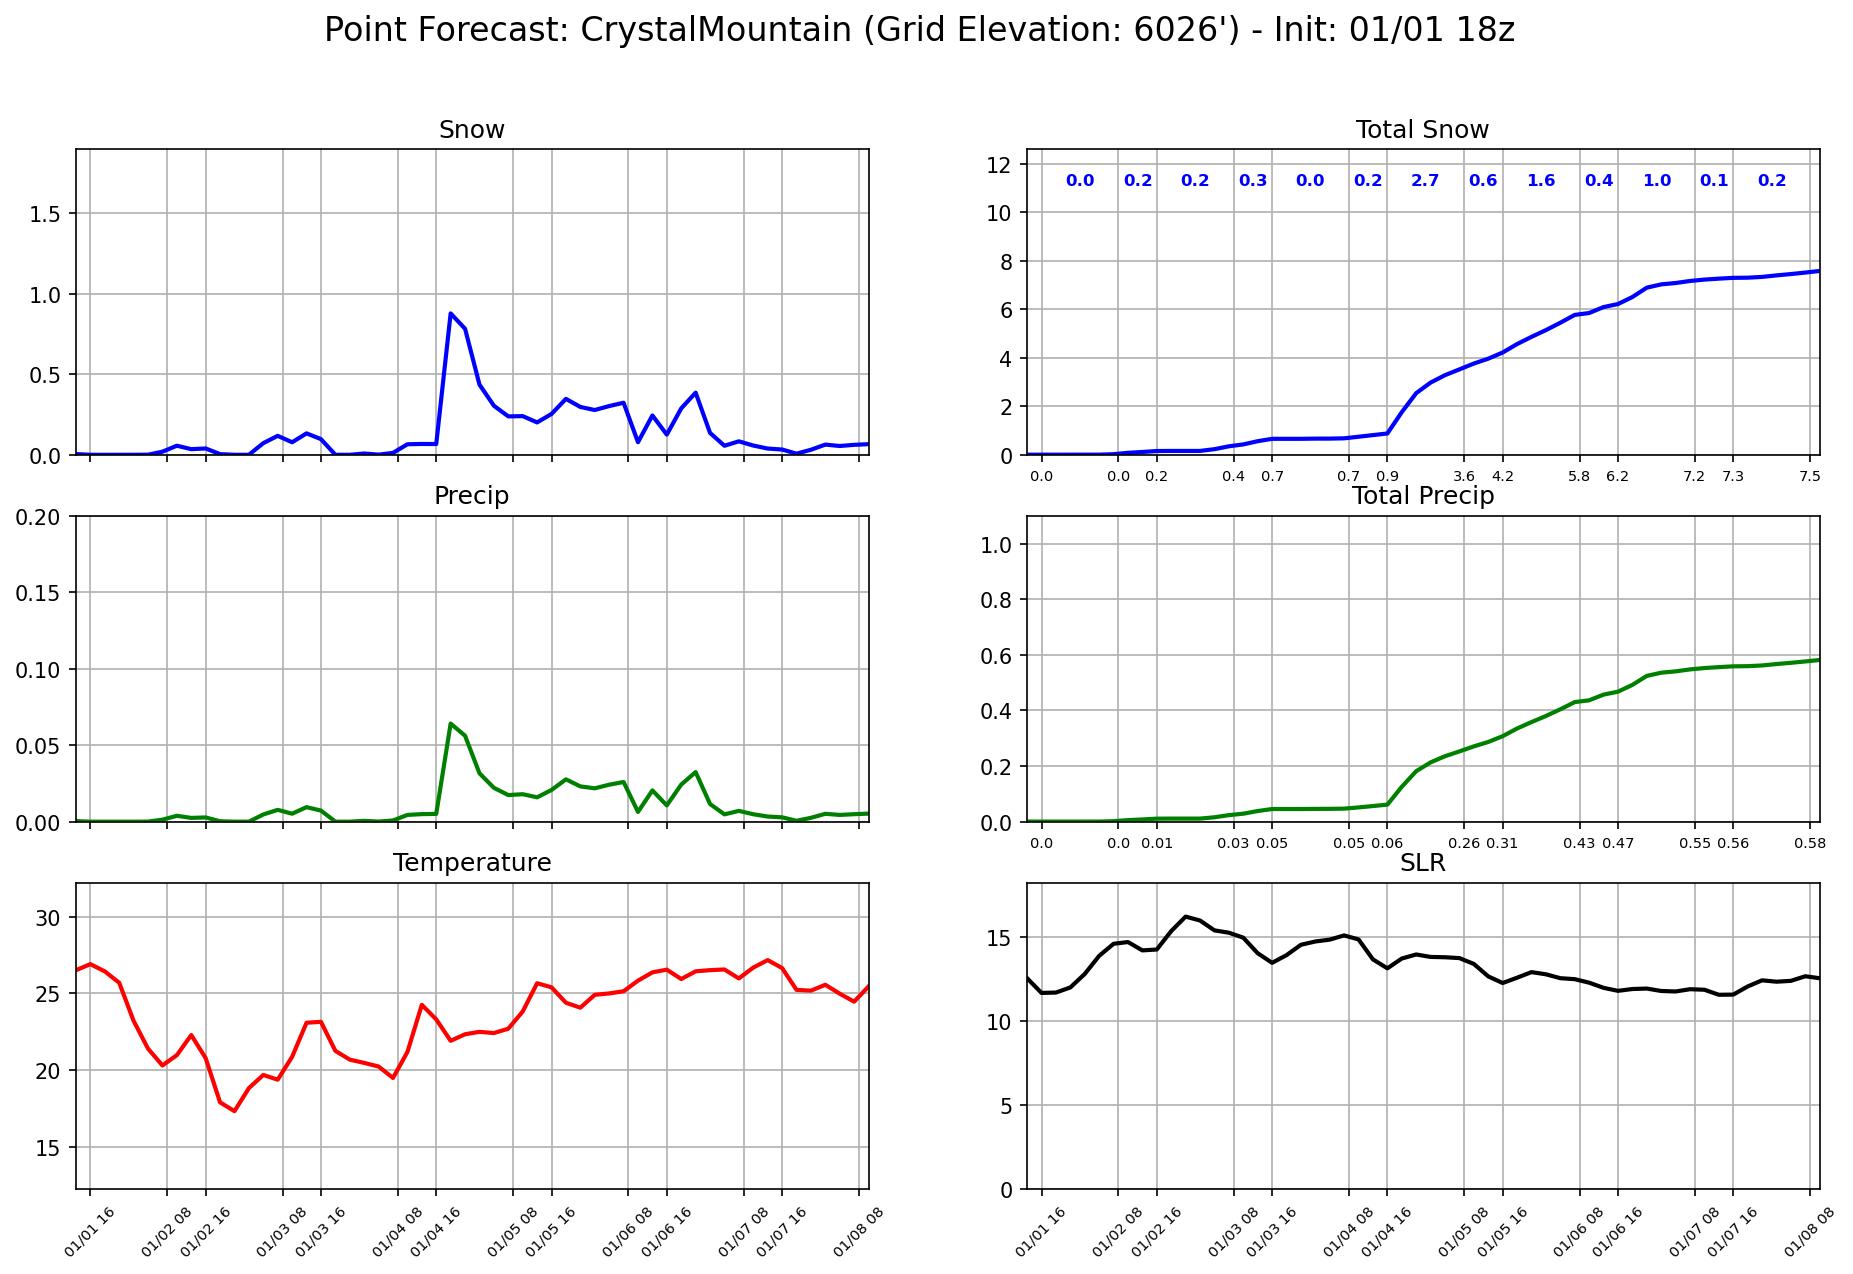 Point Forecast: CrystalMountain (Grid Elevation: 6026') - Init: 01/01 18z
Snow
1.5
1.0
0.5
0.0
Total Snow
12
10
8
6
4
2
0
0.0 0.2 0.2 0.3 0.0 0.2 2.7 0.6 1.6 0.4 1.0 0.1 0.2
0.0 0.0 0.2 0.4 0.7 0.7 0.9 3.6 4.2 5.8 6.2 7.2 7.3 7.5
Precip
0.20
0.15
0.10
0.05
0.00
Total Precip
1.0
0.8
0.6
0.4
0.2
0.0
0.0 0.0 0.01 0.03 0.05 0.05 0.06 0.26 0.31 0.43 0.47 0.55 0.56 0.58
Temperature
30
25
20
15
01/01 16 01/02 08 01/02 16 01/03 08 01/03 16 01/04 08 01/04 16 01/05 08 01/05 16 01/06 08 01/06 16 01/07 08 01/07 16 01/08 08
SLR
15
10
5
0
01/01 16 01/02 08 01/02 16 01/03 08 01/03 16 01/04 08 01/04 16 01/05 08 01/05 16 01/06 08 01/06 16 01/07 08 01/07 16 01/08 08